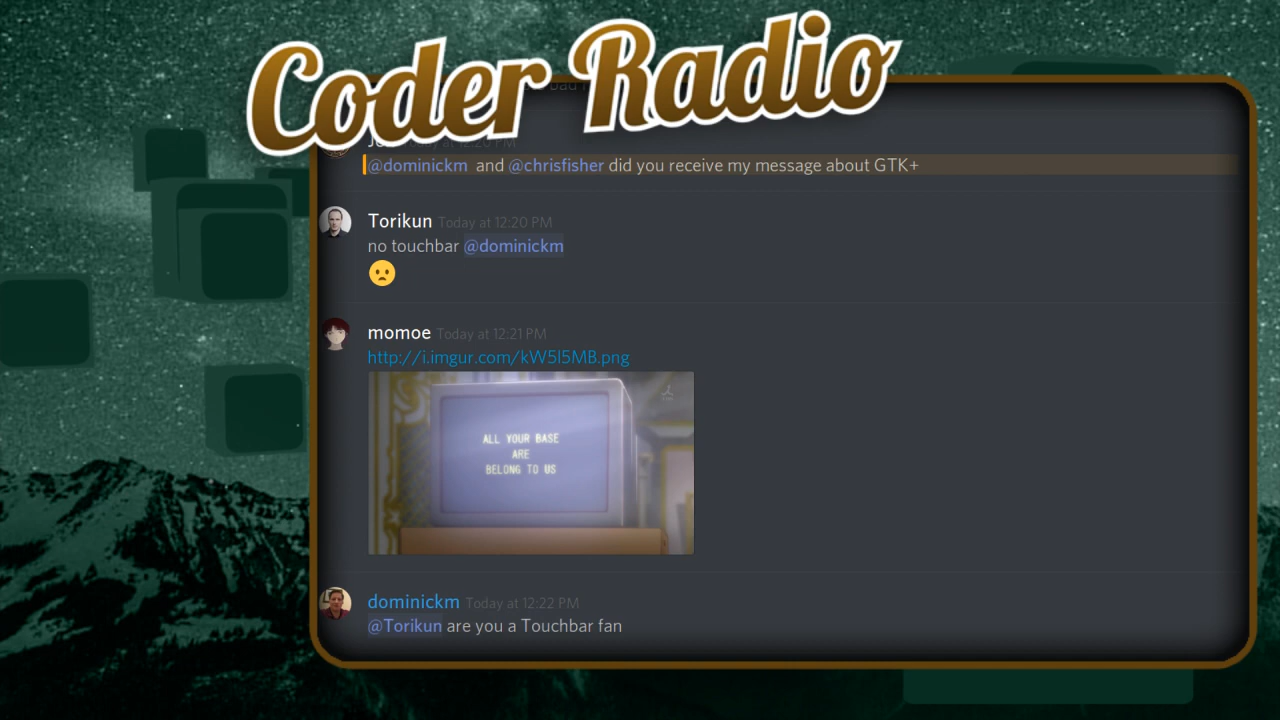 Coder Radio
@dominickm and @chrisfisher did you receive my message about GTK+
Torikun Today at 12:20 PM
no touchbar @dominickm
momoe Today at 12:21 PM
http://i.imgur.com/kW5l5MB.png
ALL YOUR BASE
ARE
BELONG TO US
dominickm Today at 12:22 PM
@Torikun are you a Touchbar fan